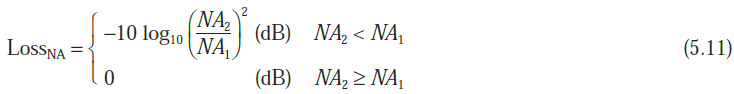 Loss_NA = { −10 log₁₀ (NA₂/NA₁)² (dB) NA₂ < NA₁ (5.11)
0 (dB) NA₂ ≥ NA₁